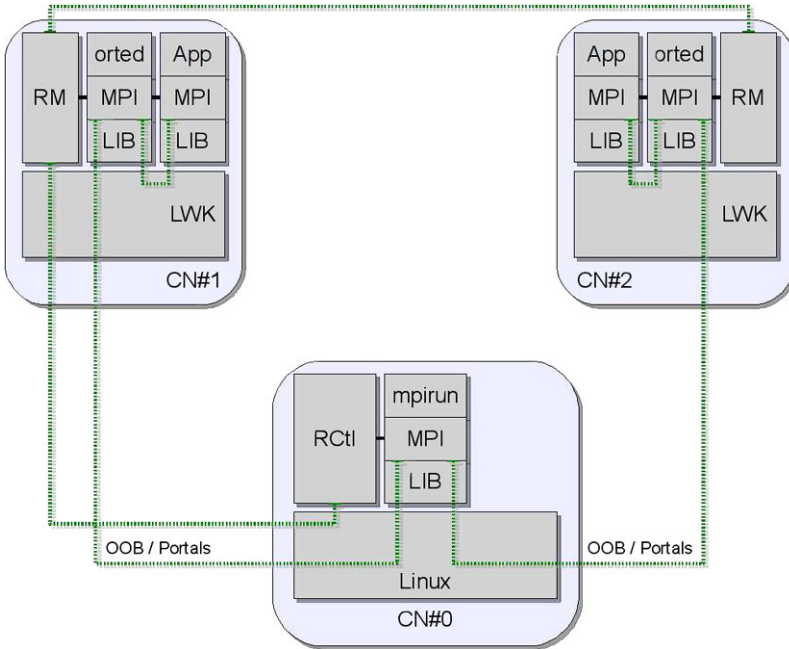 orted App
RM MPI MPI
LIB LIB
LWK
CN#1
App orted
MPI MPI RM
LIB LIB
LWK
CN#2
mpirun
RCtl MPI
LIB
OOB / Portals
OOB / Portals
Linux
CN#0